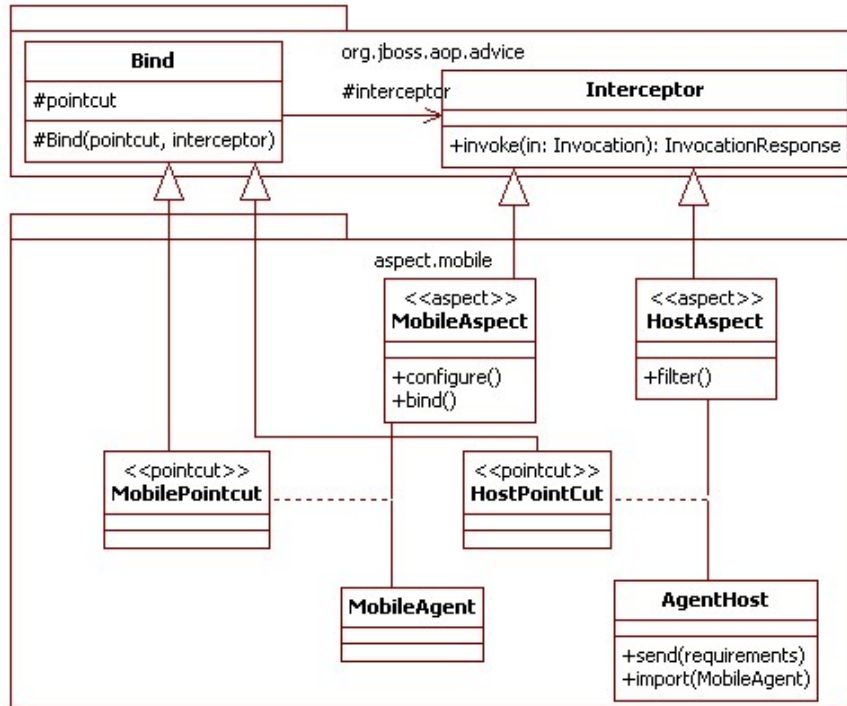 org.jboss.aop.advice
Bind
#pointcut
#Bind(pointcut, interceptor)
#interceptor
Interceptor
+invoke(in: Invocation): InvocationResponse
aspect.mobile
<<aspect>>
MobileAspect
+configure()
+bind()
<<aspect>>
HostAspect
+filter()
<<pointcut>>
MobilePointcut
<<pointcut>>
HostPointCut
MobileAgent
AgentHost
+send(requirements)
+import(MobileAgent)